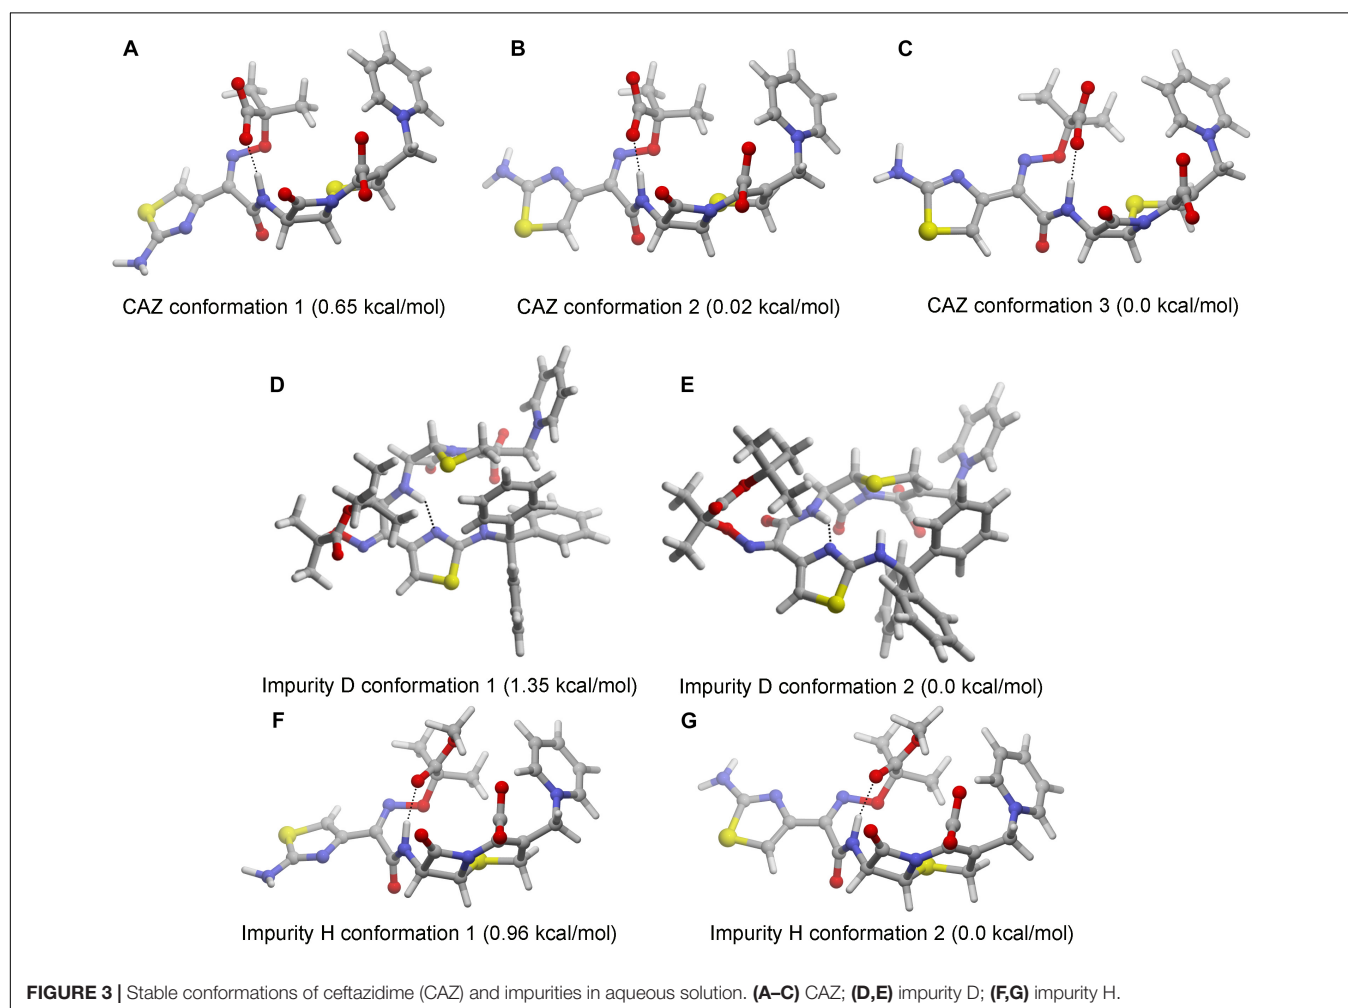 A
B
C
CAZ conformation 1 (0.65 kcal/mol)
CAZ conformation 2 (0.02 kcal/mol)
CAZ conformation 3 (0.0 kcal/mol)
D
E
Impurity D conformation 1 (1.35 kcal/mol)
Impurity D conformation 2 (0.0 kcal/mol)
F
G
Impurity H conformation 1 (0.96 kcal/mol)
Impurity H conformation 2 (0.0 kcal/mol)
FIGURE 3 | Stable conformations of ceftazidime (CAZ) and impurities in aqueous solution. (A–C) CAZ; (D,E) impurity D; (F,G) impurity H.